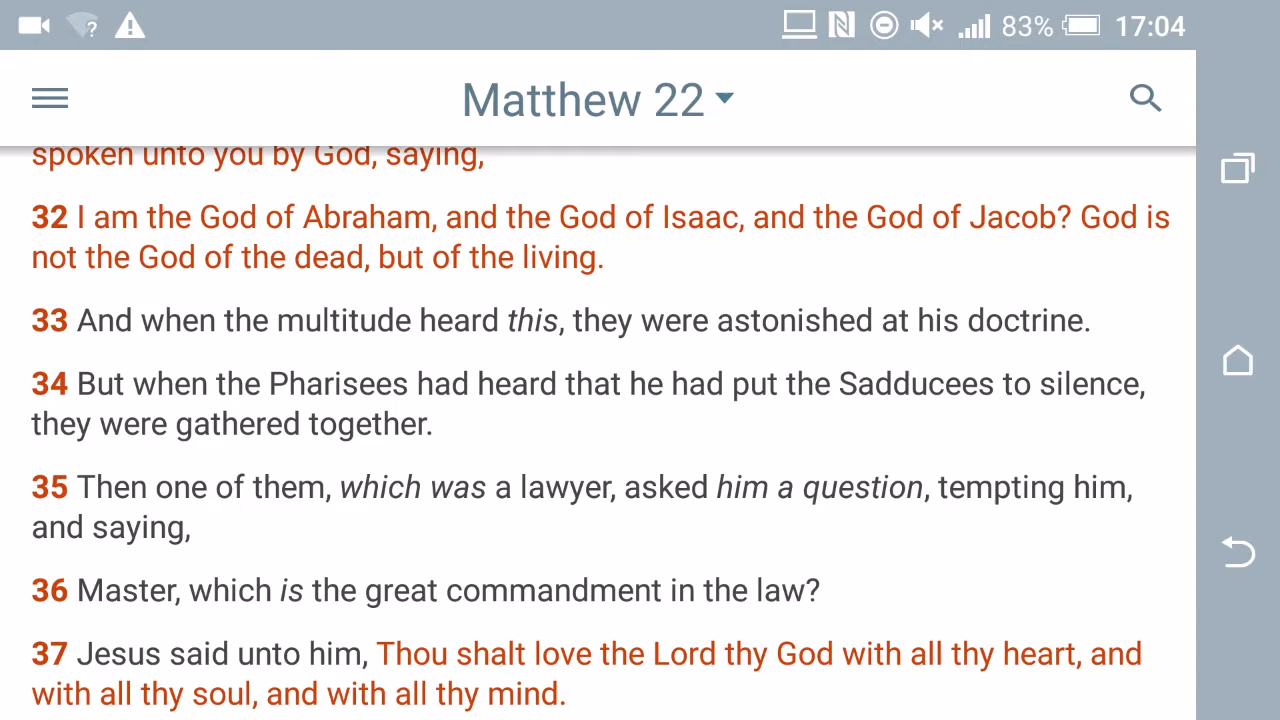 83% 17:04
Matthew 22
spoken unto you by God, saying,
32 I am the God of Abraham, and the God of Isaac, and the God of Jacob? God is
not the God of the dead, but of the living.
33 And when the multitude heard this, they were astonished at his doctrine.
34 But when the Pharisees had heard that he had put the Sadducees to silence,
they were gathered together.
35 Then one of them, which was a lawyer, asked him a question, tempting him,
and saying,
36 Master, which is the great commandment in the law?
37 Jesus said unto him, Thou shalt love the Lord thy God with all thy heart, and
with all thy soul, and with all thy mind.